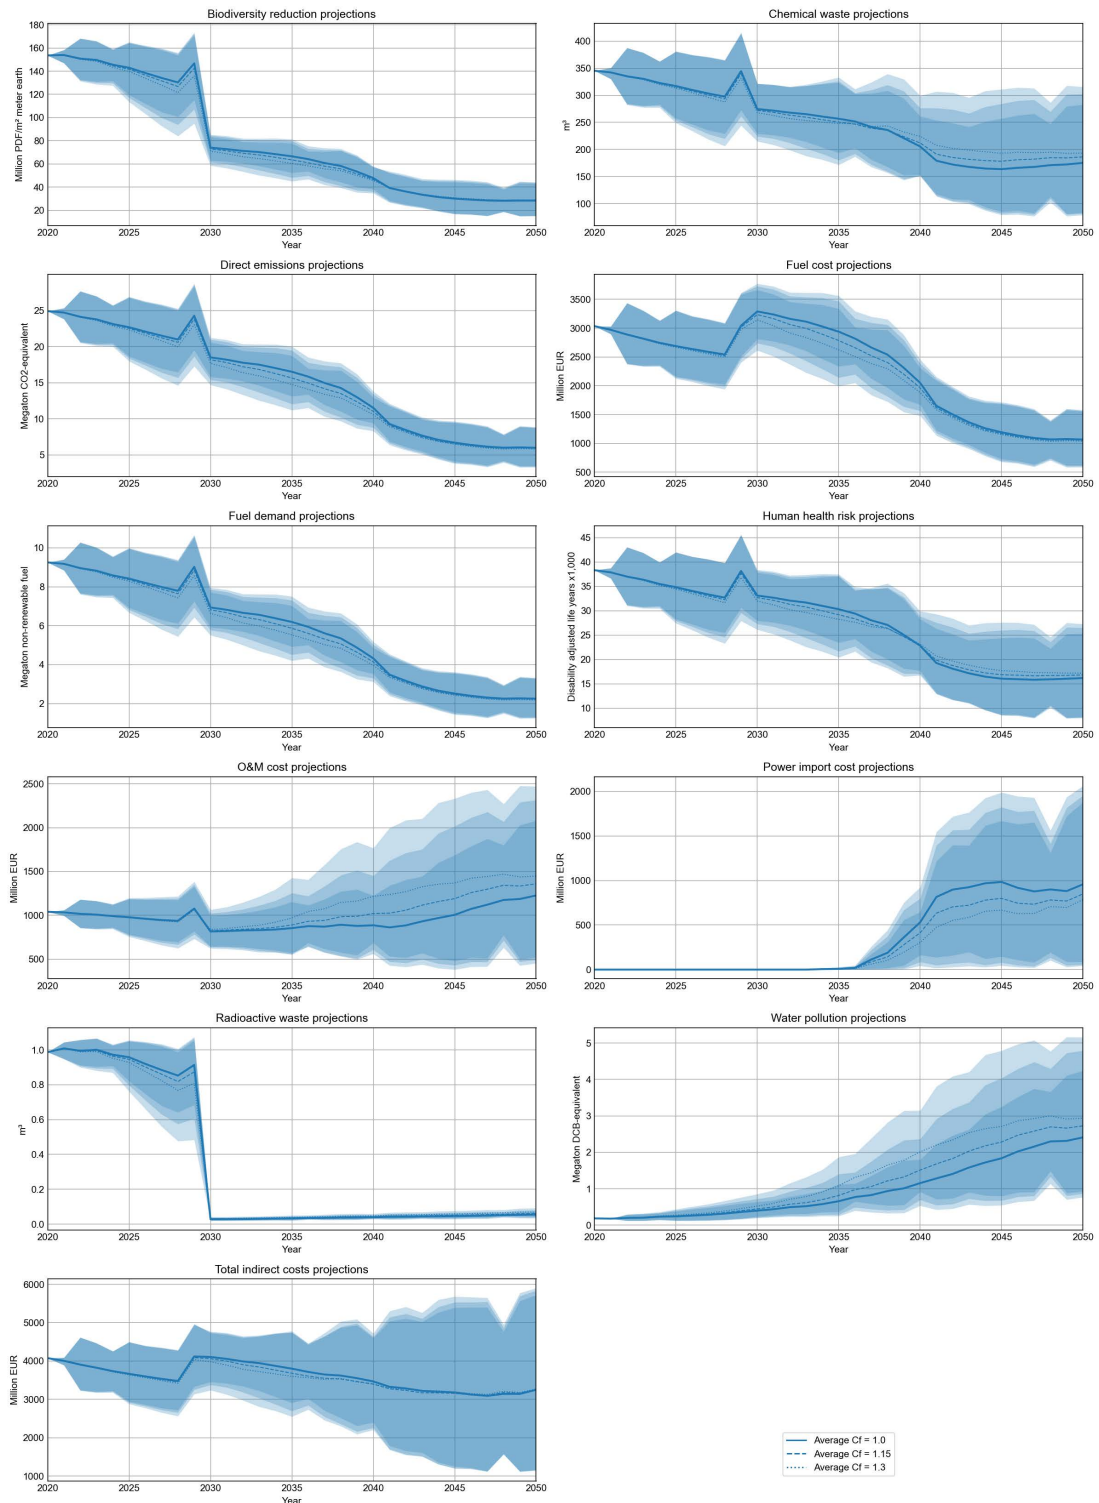 Biodiversity reduction projections
180
160
140
120
100
80
60
40
20
Million PDF/m² meter earth
2020 2025 2030 2035 2040 2045 2050
Year
Chemical waste projections
400
350
300
250
200
150
100
m³
2020 2025 2030 2035 2040 2045 2050
Year
Direct emissions projections
25
20
15
10
5
Megaton CO2-equivalent
2020 2025 2030 2035 2040 2045 2050
Year
Fuel cost projections
3500
3000
2500
2000
1500
1000
500
Million EUR
2020 2025 2030 2035 2040 2045 2050
Year
Fuel demand projections
10
8
6
4
2
Megaton non-renewable fuel
2020 2025 2030 2035 2040 2045 2050
Year
Human health risk projections
45
40
35
30
25
20
15
10
Disability adjusted life years x1,000
2020 2025 2030 2035 2040 2045 2050
Year
O&M cost projections
2500
2000
1500
1000
500
Million EUR
2020 2025 2030 2035 2040 2045 2050
Year
Power import cost projections
2000
1500
1000
500
0
Million EUR
2020 2025 2030 2035 2040 2045 2050
Year
Radioactive waste projections
1.0
0.8
0.6
0.4
0.2
0.0
m³
2020 2025 2030 2035 2040 2045 2050
Year
Water pollution projections
5
4
3
2
1
0
Megaton DCB-equivalent
2020 2025 2030 2035 2040 2045 2050
Year
Total indirect costs projections
6000
5000
4000
3000
2000
1000
Million EUR
2020 2025 2030 2035 2040 2045 2050
Year
Average Cf = 1.0
Average Cf = 1.15
Average Cf = 1.3